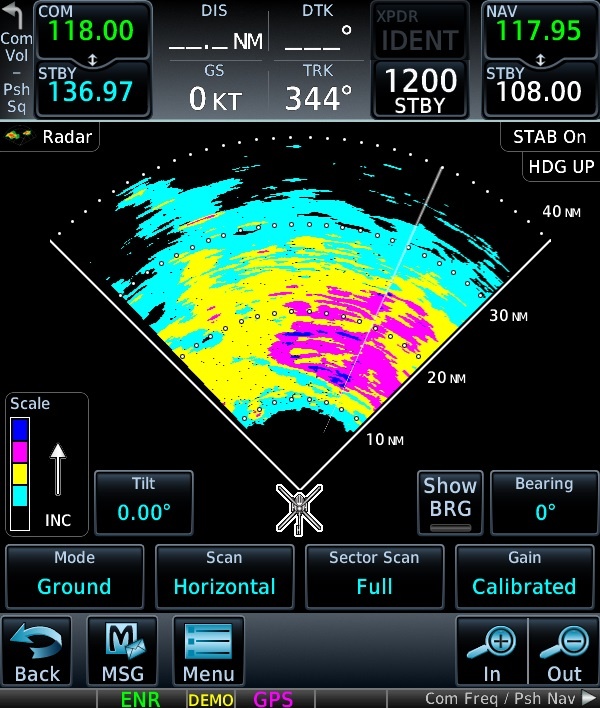 Com
Vol
–
Psh
Sq
COM
118.00
STBY
136.97
DIS
__._ NM
DTK
___°
GS
0 KT
TRK
344°
XPDR
IDENT
1200
STBY
NAV
117.95
STBY
108.00
Radar
STAB On
HDG UP
40 NM
30 NM
20 NM
10 NM
Scale
INC
Tilt
0.00°
Show
BRG
Bearing
0°
Mode
Ground
Scan
Horizontal
Sector Scan
Full
Gain
Calibrated
Back
MSG
Menu
In
Out
ENR
DEMO
GPS
Com Freq / Psh Nav